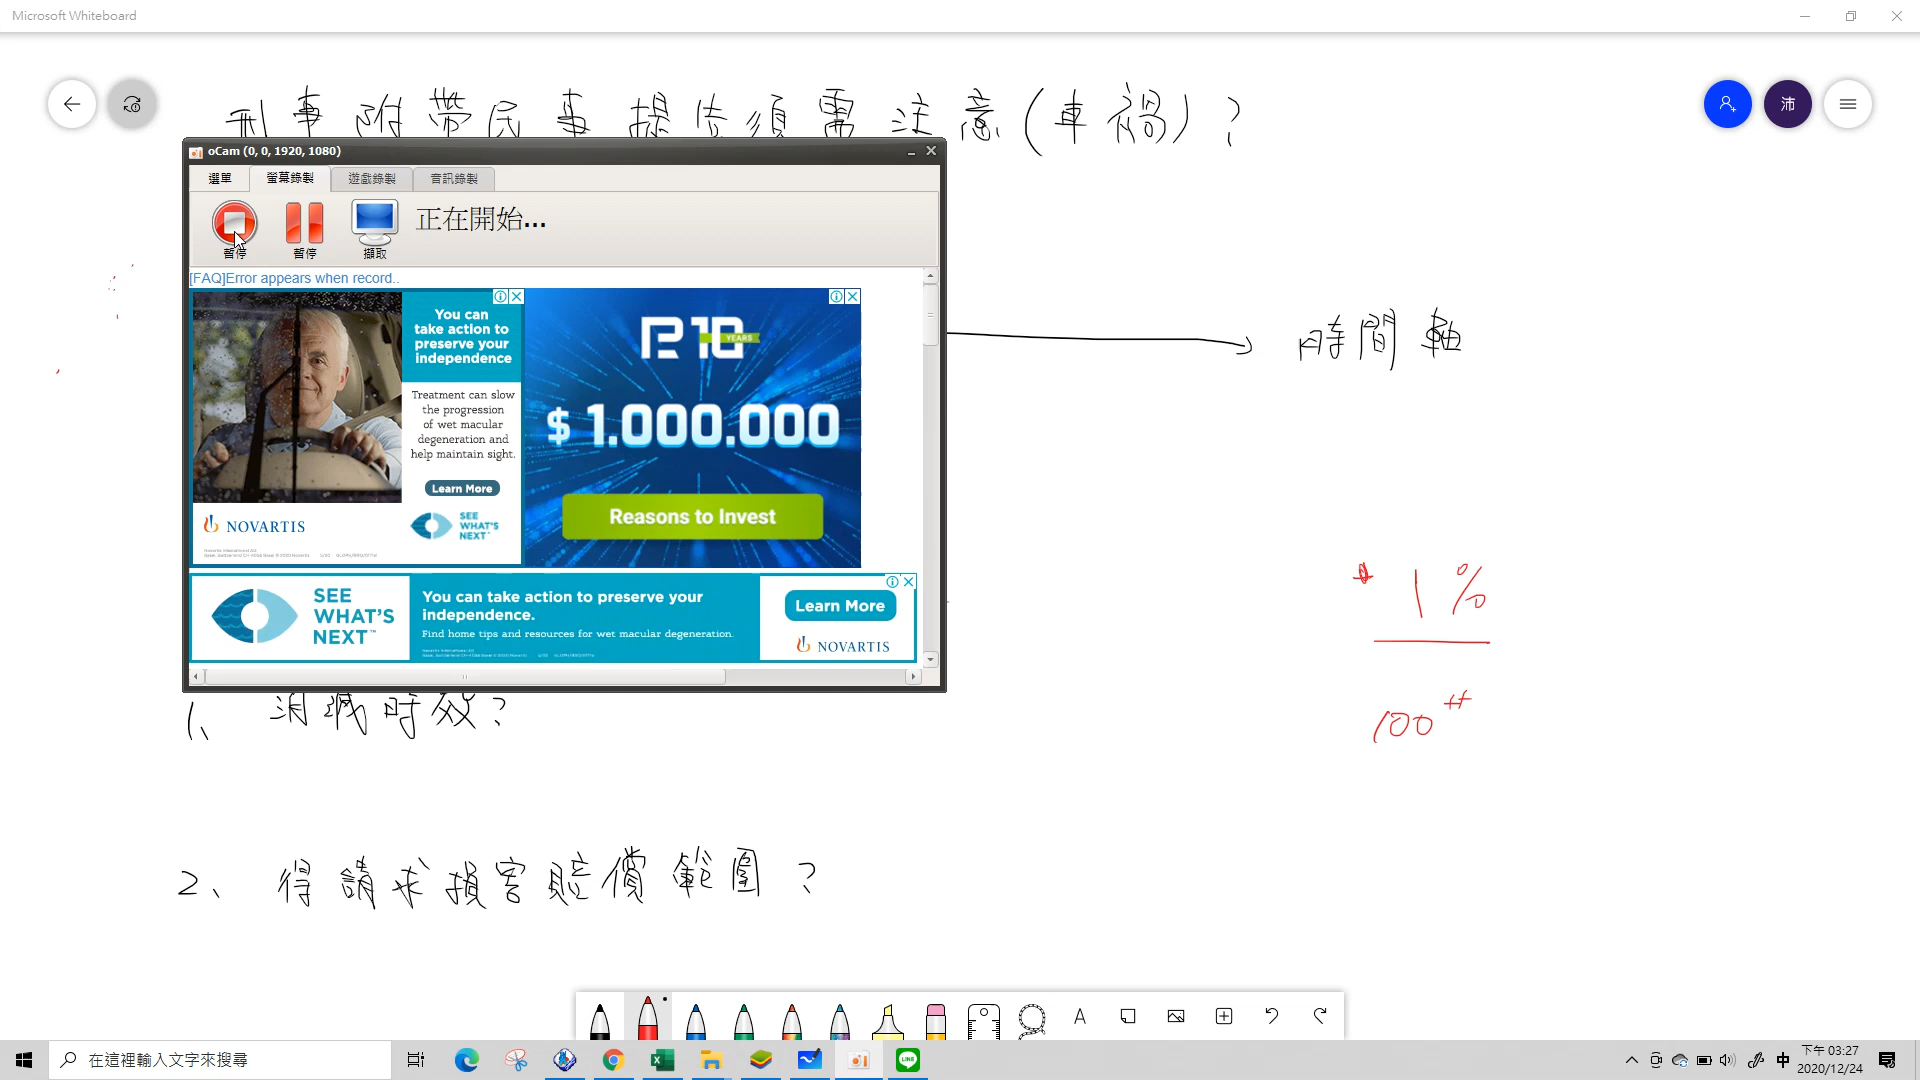 Microsoft Whiteboard
刑事附帶民事提告須需注意(車禍)?
沛
oCam (0, 0, 1920, 1080)
選單 螢幕錄製 遊戲錄製 音訊錄製
正在開始...
暫停 暫停 擷取
[FAQ]Error appears when record..
You can
take action to
preserve your
independence
Treatment can slow
the progression
of wet macular
degeneration and
help maintain sight.
Learn More
NOVARTIS
SEE
WHAT'S
NEXT
10
YEARS
$ 1.000.000
Reasons to Invest
SEE
WHAT'S
NEXT™
You can take action to preserve your
independence.
Find home tips and resources for wet macular degeneration.
Learn More
NOVARTIS
時間軸
1%
100
1、消滅時效?
2、得請求損害賠償範圍?
A
在這裡輸入文字來搜尋
LINE
中
下午 03:27
2020/12/24